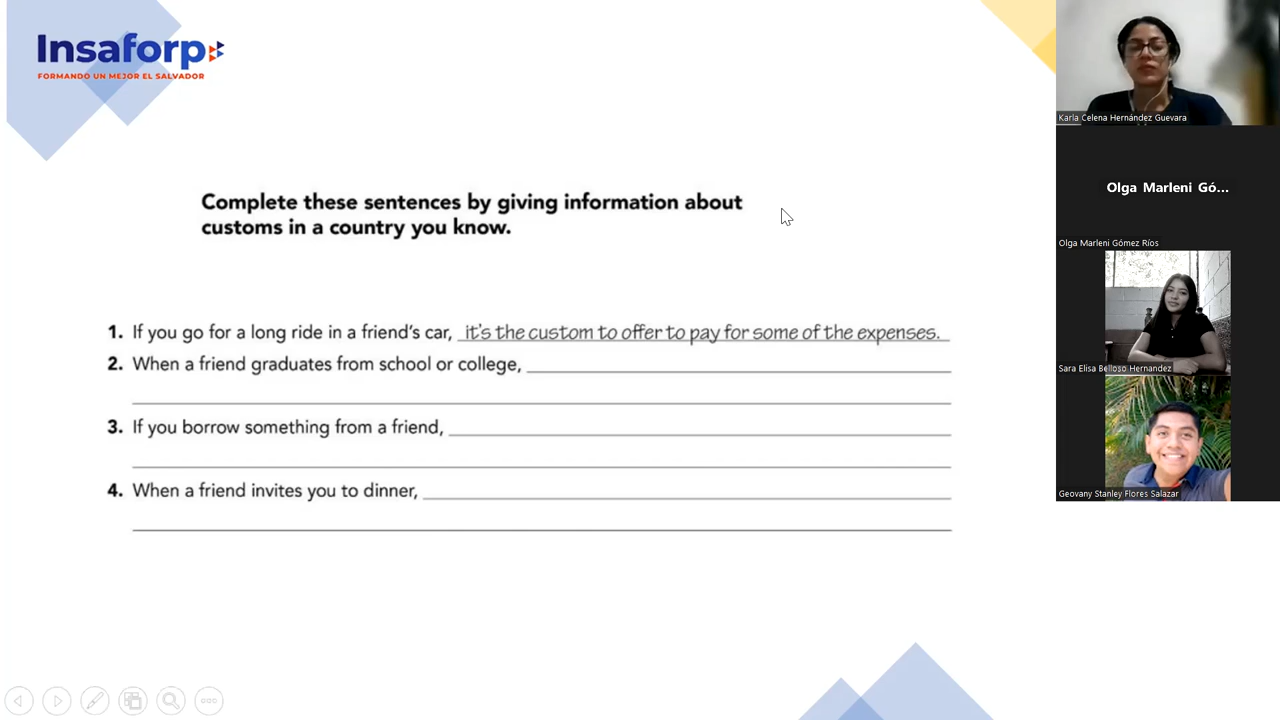 Insaforp
FORMANDO UN MEJOR EL SALVADOR
Complete these sentences by giving information about
customs in a country you know.
1. If you go for a long ride in a friend's car, it's the custom to offer to pay for some of the expenses.
2. When a friend graduates from school or college,
3. If you borrow something from a friend,
4. When a friend invites you to dinner,
Karla Celena Hernández Guevara
Olga Marleni Gó...
Olga Marleni Gómez Ríos
Sara Elisa Belloso Hernandez
Geovany Stanley Flores Salazar